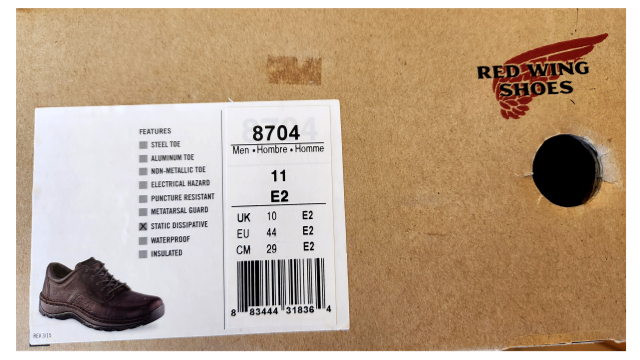 RED WING
SHOES
FEATURES
STEEL TOE
ALUMINUM TOE
NON-METALLIC TOE
ELECTRICAL HAZARD
PUNCTURE RESISTANT
METATARSAL GUARD
STATIC DISSIPATIVE
WATERPROOF
INSULATED
8704
Men • Hombre • Homme
11
E2
UK 10 E2
EU 44 E2
CM 29 E2
8 83444 31836 4